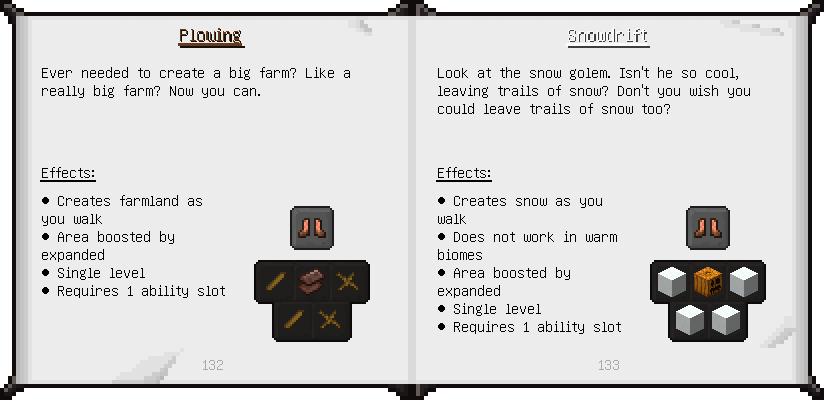 Plowing
Ever needed to create a big farm? Like a
really big farm? Now you can.
Effects:
• Creates farmland as
you walk
• Area boosted by
expanded
• Single level
• Requires 1 ability slot
132
Snowdrift
Look at the snow golem. Isn't he so cool,
leaving trails of snow? Don't you wish you
could leave trails of snow too?
Effects:
• Creates snow as you
walk
• Does not work in warm
biomes
• Area boosted by
expanded
• Single level
• Requires 1 ability slot
133